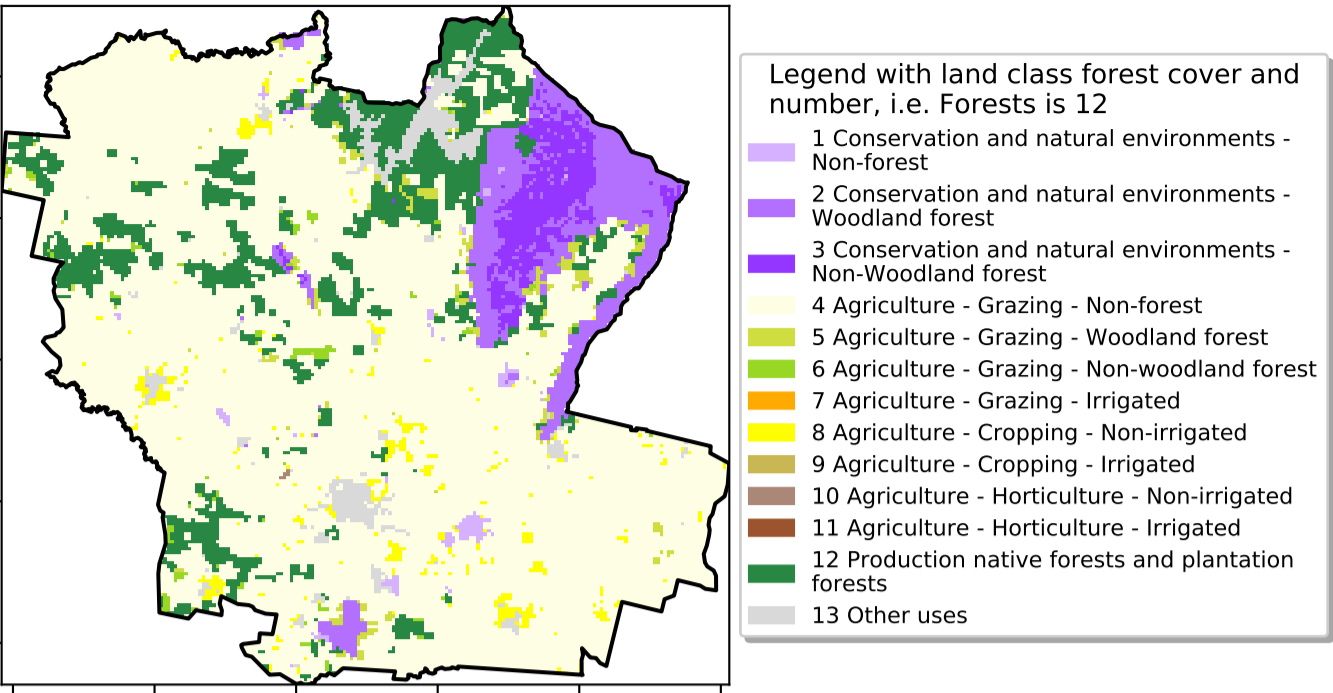 Legend with land class forest cover and
number, i.e. Forests is 12
1 Conservation and natural environments -
Non-forest
2 Conservation and natural environments -
Woodland forest
3 Conservation and natural environments -
Non-Woodland forest
4 Agriculture - Grazing - Non-forest
5 Agriculture - Grazing - Woodland forest
6 Agriculture - Grazing - Non-woodland forest
7 Agriculture - Grazing - Irrigated
8 Agriculture - Cropping - Non-irrigated
9 Agriculture - Cropping - Irrigated
10 Agriculture - Horticulture - Non-irrigated
11 Agriculture - Horticulture - Irrigated
12 Production native forests and plantation
forests
13 Other uses